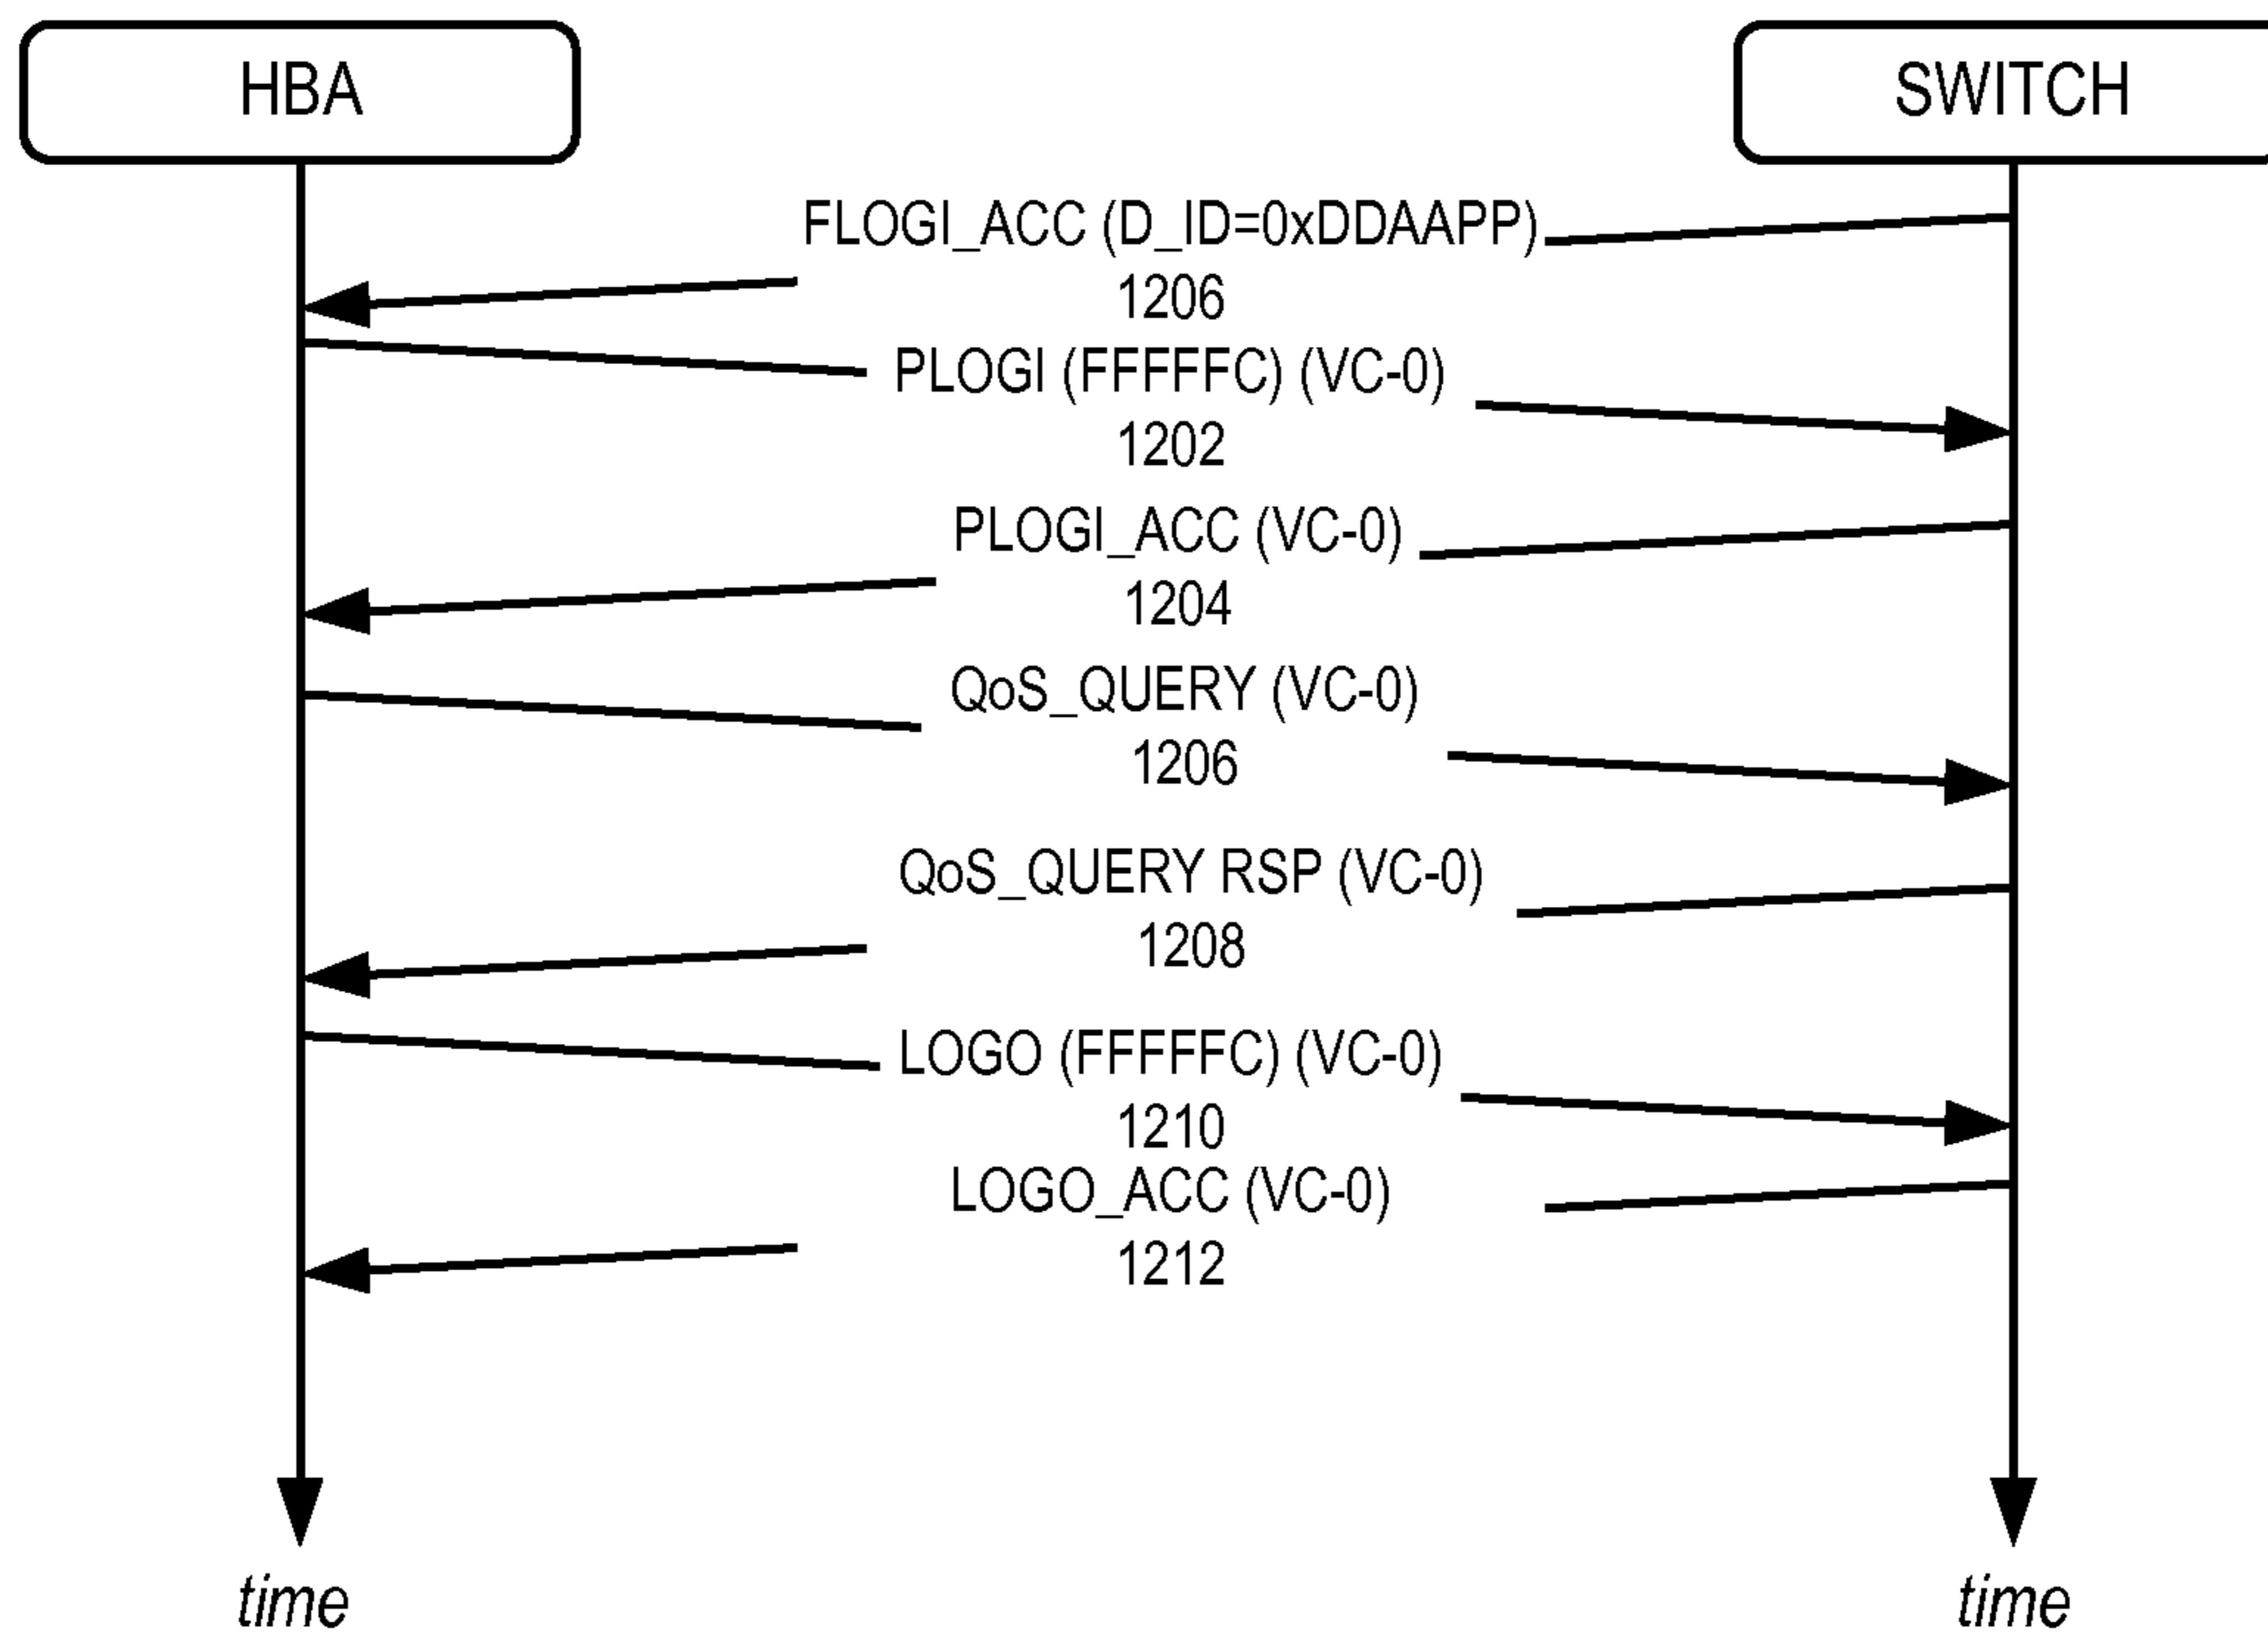 HBA
SWITCH
FLOGI_ACC (D_ID=0xDDAAPP)
1206
PLOGI (FFFFFC) (VC-0)
1202
PLOGI_ACC (VC-0)
1204
QoS_QUERY (VC-0)
1206
QoS_QUERY RSP (VC-0)
1208
LOGO (FFFFFC) (VC-0)
1210
LOGO_ACC (VC-0)
1212
time
time